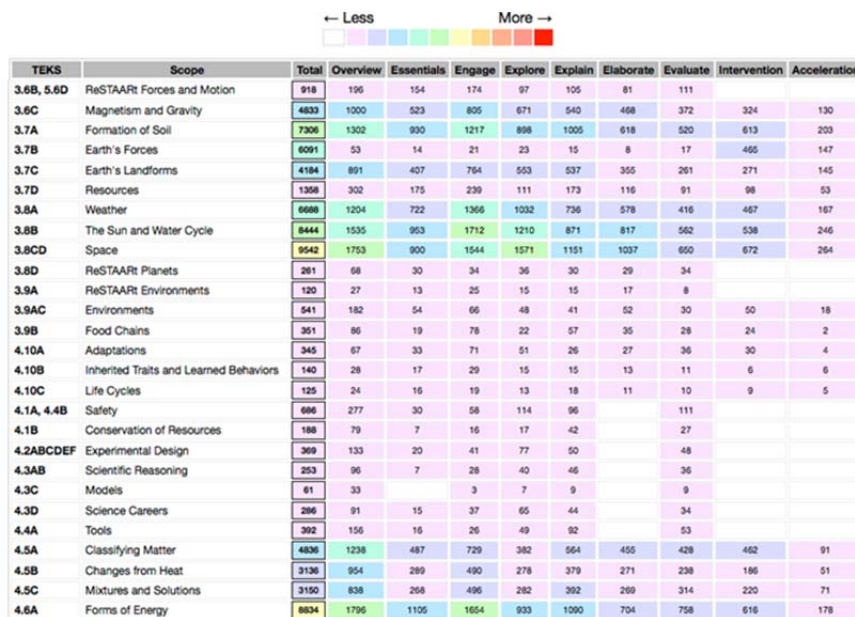 ← Less More →
TEKS Scope Total Overview Essentials Engage Explore Explain Elaborate Evaluate Intervention Acceleration
3.6B, 5.6D ReSTAARt Forces and Motion 918 196 154 174 97 105 81 111
3.6C Magnetism and Gravity 4833 1000 523 805 671 540 468 372 324 130
3.7A Formation of Soil 7306 1302 930 1217 898 1005 618 520 613 203
3.7B Earth's Forces 6091 53 14 21 23 15 8 17 465 147
3.7C Earth's Landforms 4184 891 407 764 553 537 355 261 271 145
3.7D Resources 1358 302 175 239 111 173 116 91 98 53
3.8A Weather 6688 1204 722 1366 1032 736 578 416 467 167
3.8B The Sun and Water Cycle 8444 1535 953 1712 1210 871 817 562 538 246
3.8CD Space 9542 1753 900 1544 1571 1151 1037 650 672 264
3.8D ReSTAARt Planets 261 68 30 34 36 30 29 34
3.9A ReSTAARt Environments 120 27 13 25 15 15 17 8
3.9AC Environments 541 182 54 66 48 41 52 30 50 18
3.9B Food Chains 351 86 19 78 22 57 35 28 24 2
4.10A Adaptations 345 67 33 71 51 26 27 36 30 4
4.10B Inherited Traits and Learned Behaviors 140 28 17 29 15 15 13 11 6 6
4.10C Life Cycles 125 24 16 19 13 18 11 10 9 5
4.1A, 4.4B Safety 686 277 30 58 114 96 111
4.1B Conservation of Resources 188 79 7 16 17 42 27
4.2ABCDEF Experimental Design 369 133 20 41 77 50 48
4.3AB Scientific Reasoning 253 96 7 28 40 46 36
4.3C Models 61 33 3 7 9 9
4.3D Science Careers 286 91 15 37 65 44 34
4.4A Tools 392 156 16 26 49 92 53
4.5A Classifying Matter 4836 1238 487 729 382 564 455 428 462 91
4.5B Changes from Heat 3136 954 289 490 278 379 271 238 186 51
4.5C Mixtures and Solutions 3150 838 268 496 282 392 269 314 220 71
4.6A Forms of Energy 8834 1796 1105 1654 933 1090 704 758 616 178